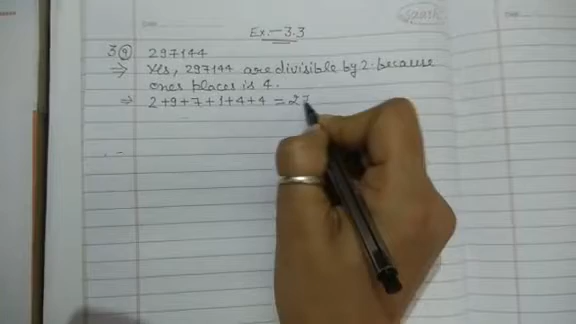 Ex.-3.3
3 (a) 297144
⇒ Yes, 297144 are divisible by 2. because
ones places is 4.
⇒ 2+9+7+1+4+4 = 27